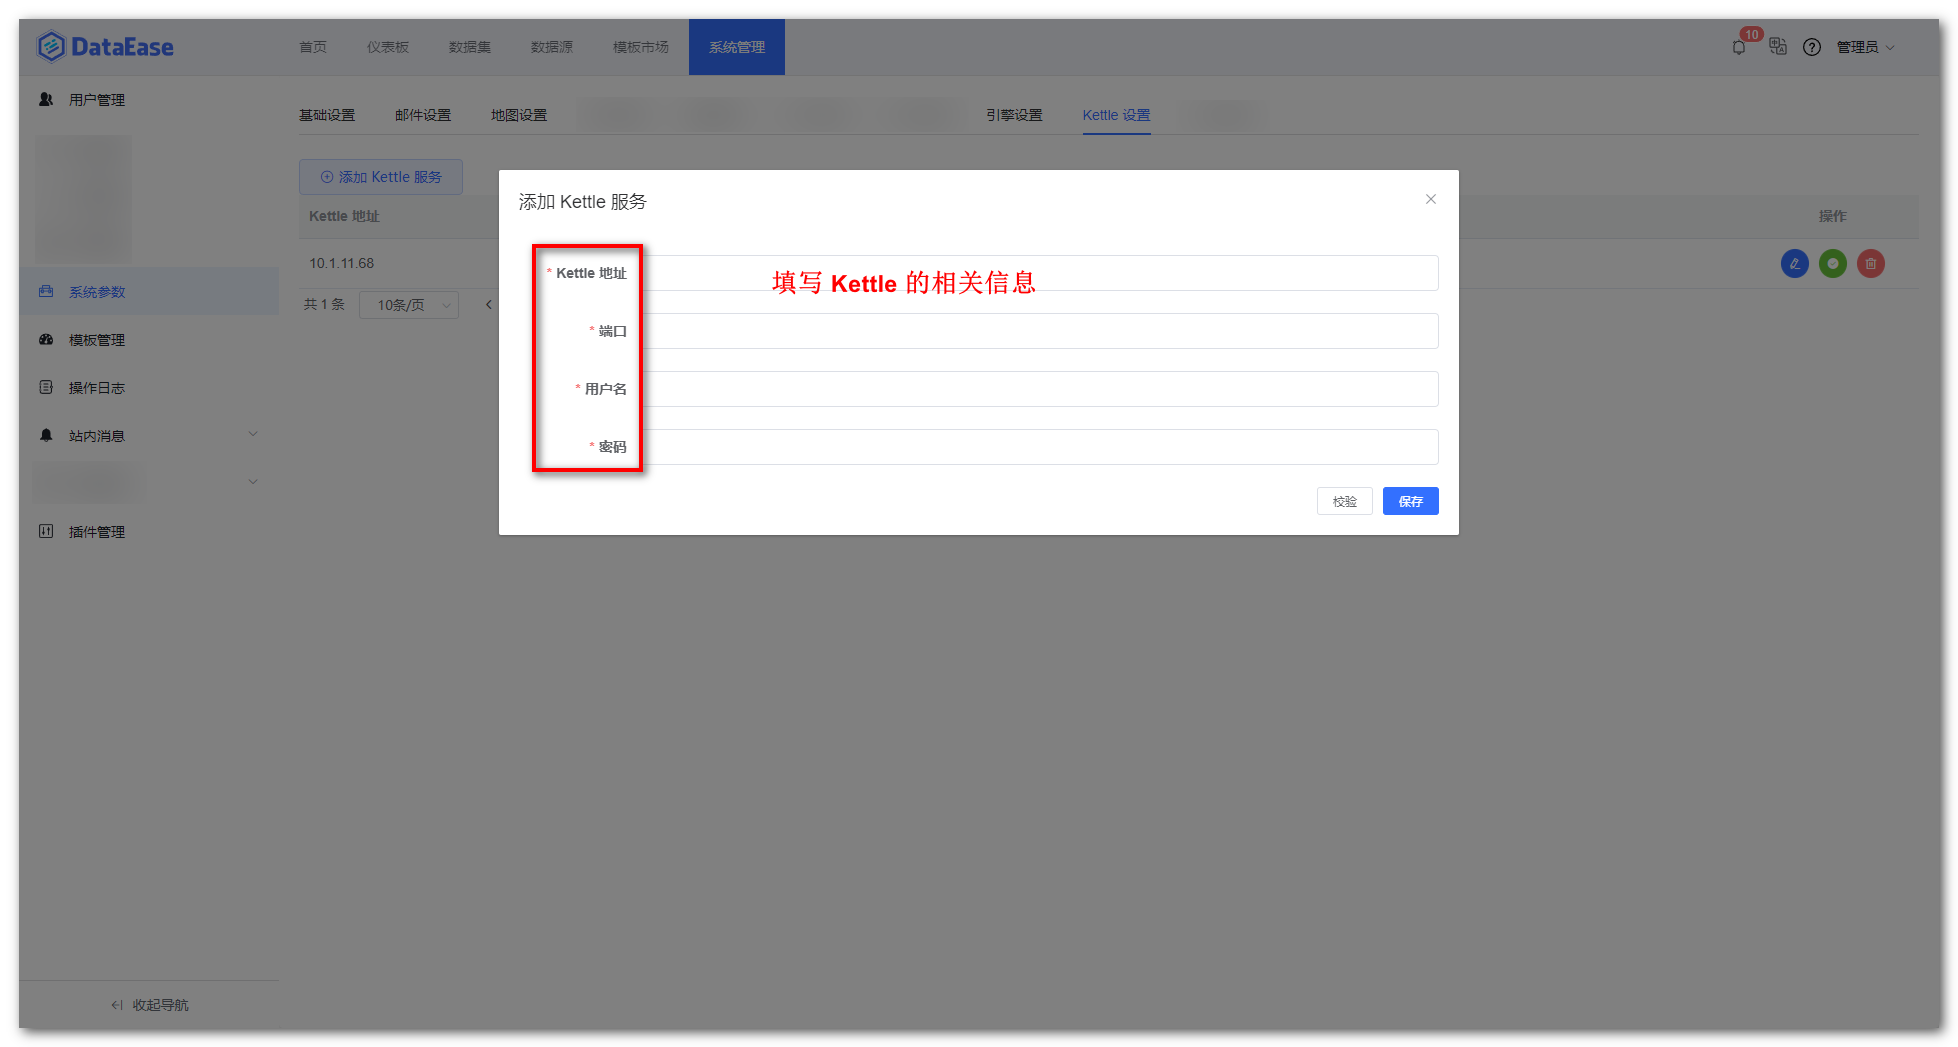 DataEase
首页 仪表板 数据集 数据源 模板市场 系统管理
10
管理员
用户管理
系统参数
模板管理
操作日志
站内消息
插件管理
收起导航
基础设置 邮件设置 地图设置 引擎设置 Kettle 设置
添加 Kettle 服务
Kettle 地址 操作
10.1.11.68
共 1 条 10条/页
添加 Kettle 服务
* Kettle 地址
填写 Kettle 的相关信息
* 端口
* 用户名
* 密码
校验 保存